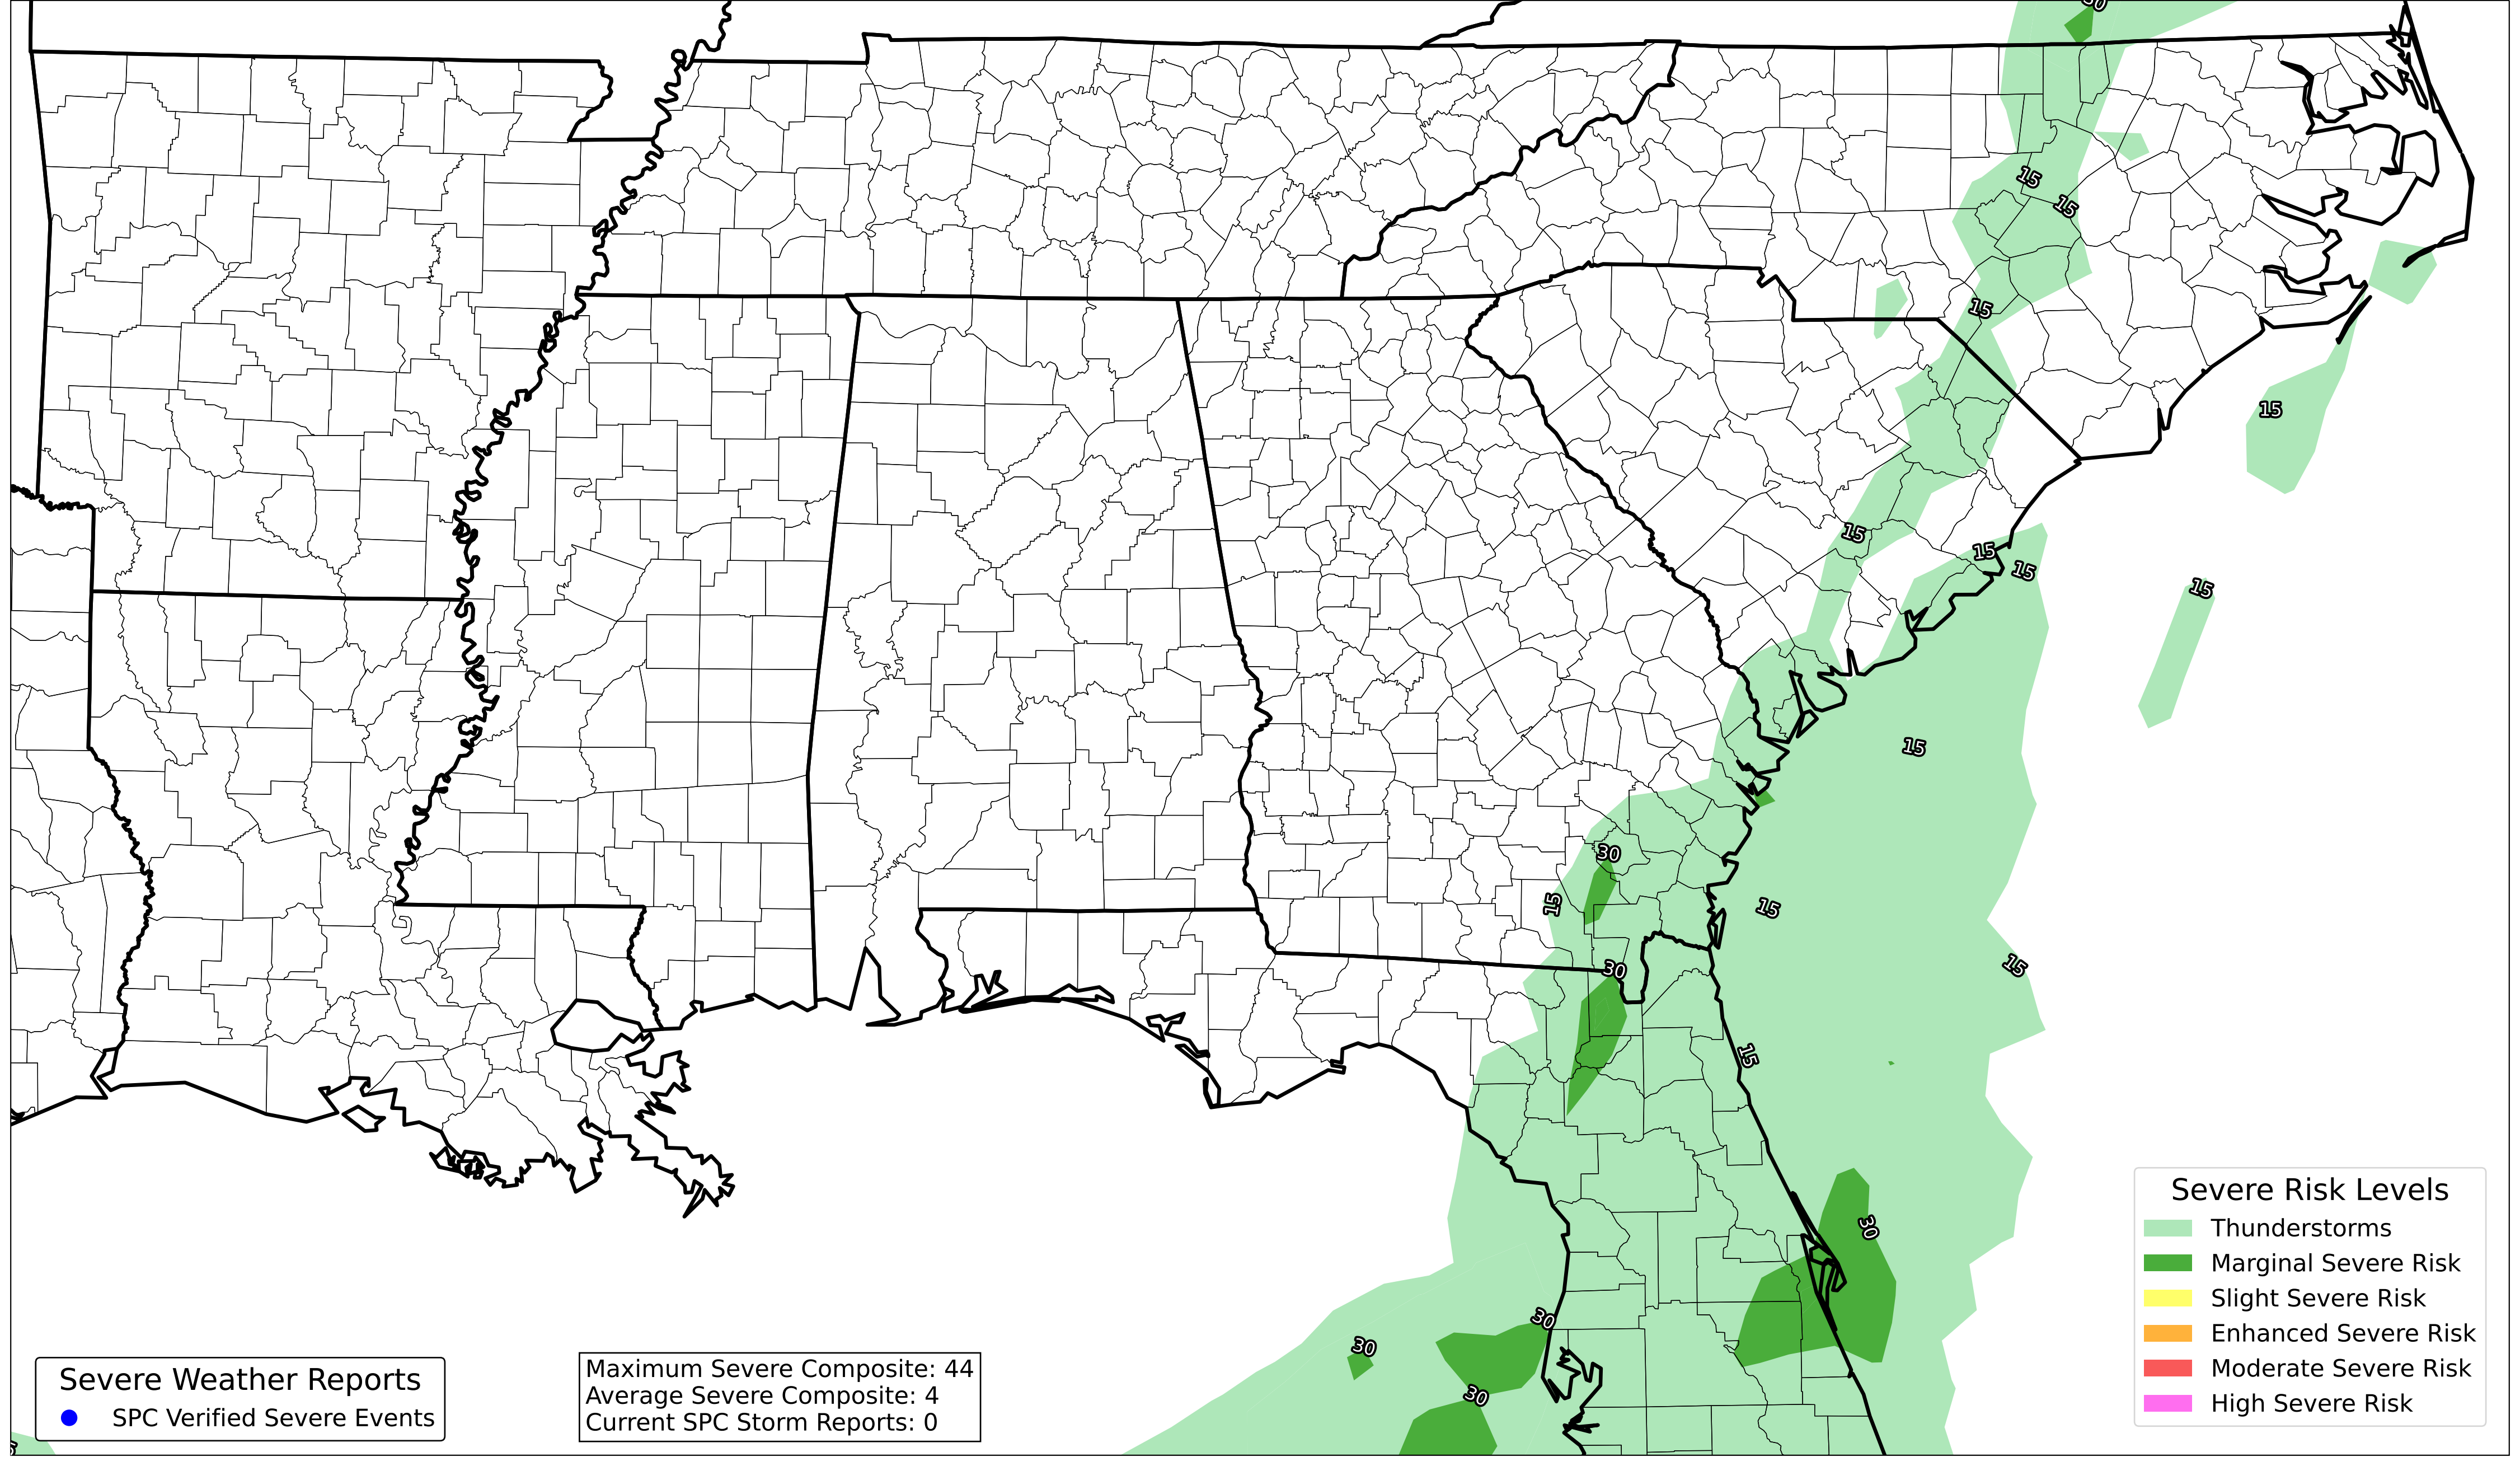 30
15
15
15
15
15
15
15
15
15
30
15
15
15
30
15
30
30
30
30
Severe Risk Levels
Thunderstorms
Marginal Severe Risk
Slight Severe Risk
Enhanced Severe Risk
Moderate Severe Risk
High Severe Risk
Severe Weather Reports
SPC Verified Severe Events
Maximum Severe Composite: 44
Average Severe Composite: 4
Current SPC Storm Reports: 0